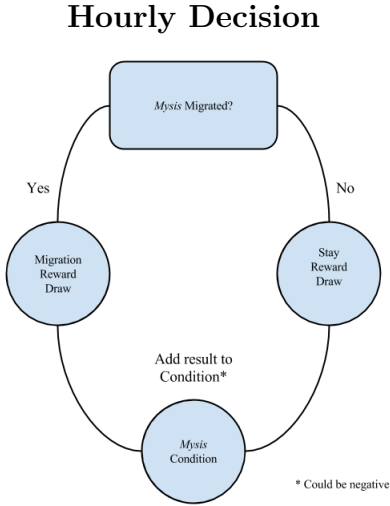 Hourly Decision
Mysis Migrated?
Yes
No
Migration
Reward
Draw
Stay
Reward
Draw
Add result to
Condition*
Mysis
Condition
* Could be negative